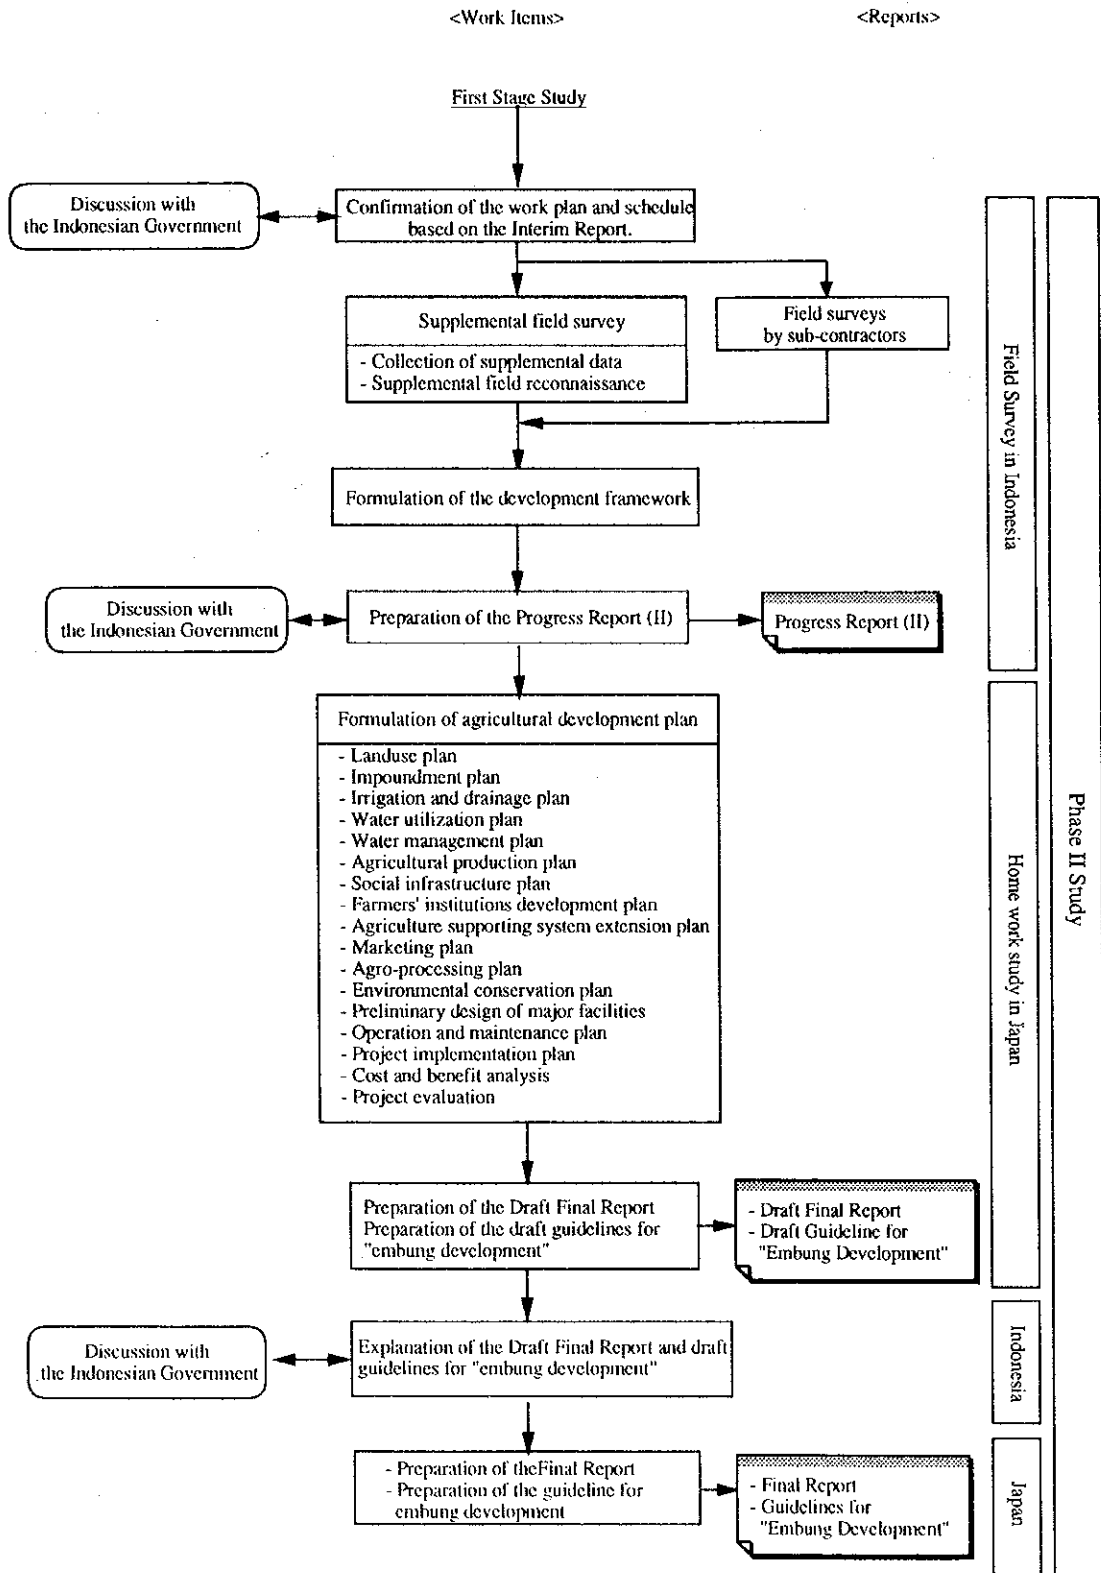 <Work Items>
<Reports>
First Stage Study
Discussion with
the Indonesian Government
Confirmation of the work plan and schedule
based on the Interim Report.
Supplemental field survey
- Collection of supplemental data
- Supplemental field reconnaissance
Field surveys
by sub-contractors
Formulation of the development framework
Discussion with
the Indonesian Government
Preparation of the Progress Report (II)
Progress Report (II)
Formulation of agricultural development plan
- Landuse plan
- Impoundment plan
- Irrigation and drainage plan
- Water utilization plan
- Water management plan
- Agricultural production plan
- Social infrastructure plan
- Farmers' institutions development plan
- Agriculture supporting system extension plan
- Marketing plan
- Agro-processing plan
- Environmental conservation plan
- Preliminary design of major facilities
- Operation and maintenance plan
- Project implementation plan
- Cost and benefit analysis
- Project evaluation
Preparation of the Draft Final Report
Preparation of the draft guidelines for
"embung development"
- Draft Final Report
- Draft Guideline for
"Embung Development"
Discussion with
the Indonesian Government
Explanation of the Draft Final Report and draft
guidelines for "embung development"
- Preparation of theFinal Report
- Preparation of the guideline for
embung development
- Final Report
- Guidelines for
"Embung Development"
Field Survey in Indonesia
Home work study in Japan
Indonesia
Japan
Phase II Study